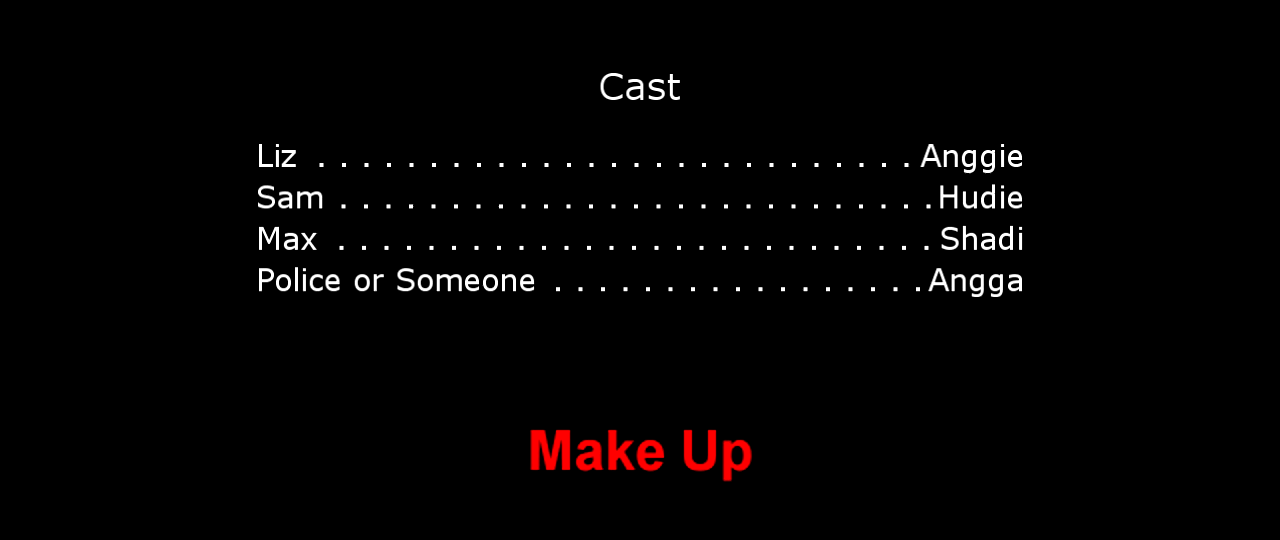 Cast
Liz . . . . . . . . . . . . . . . . . . . . . . . . . . . Anggie
Sam . . . . . . . . . . . . . . . . . . . . . . . . . . . Hudie
Max . . . . . . . . . . . . . . . . . . . . . . . . . . . Shadi
Police or Someone . . . . . . . . . . . . . . . . . Angga
Make Up